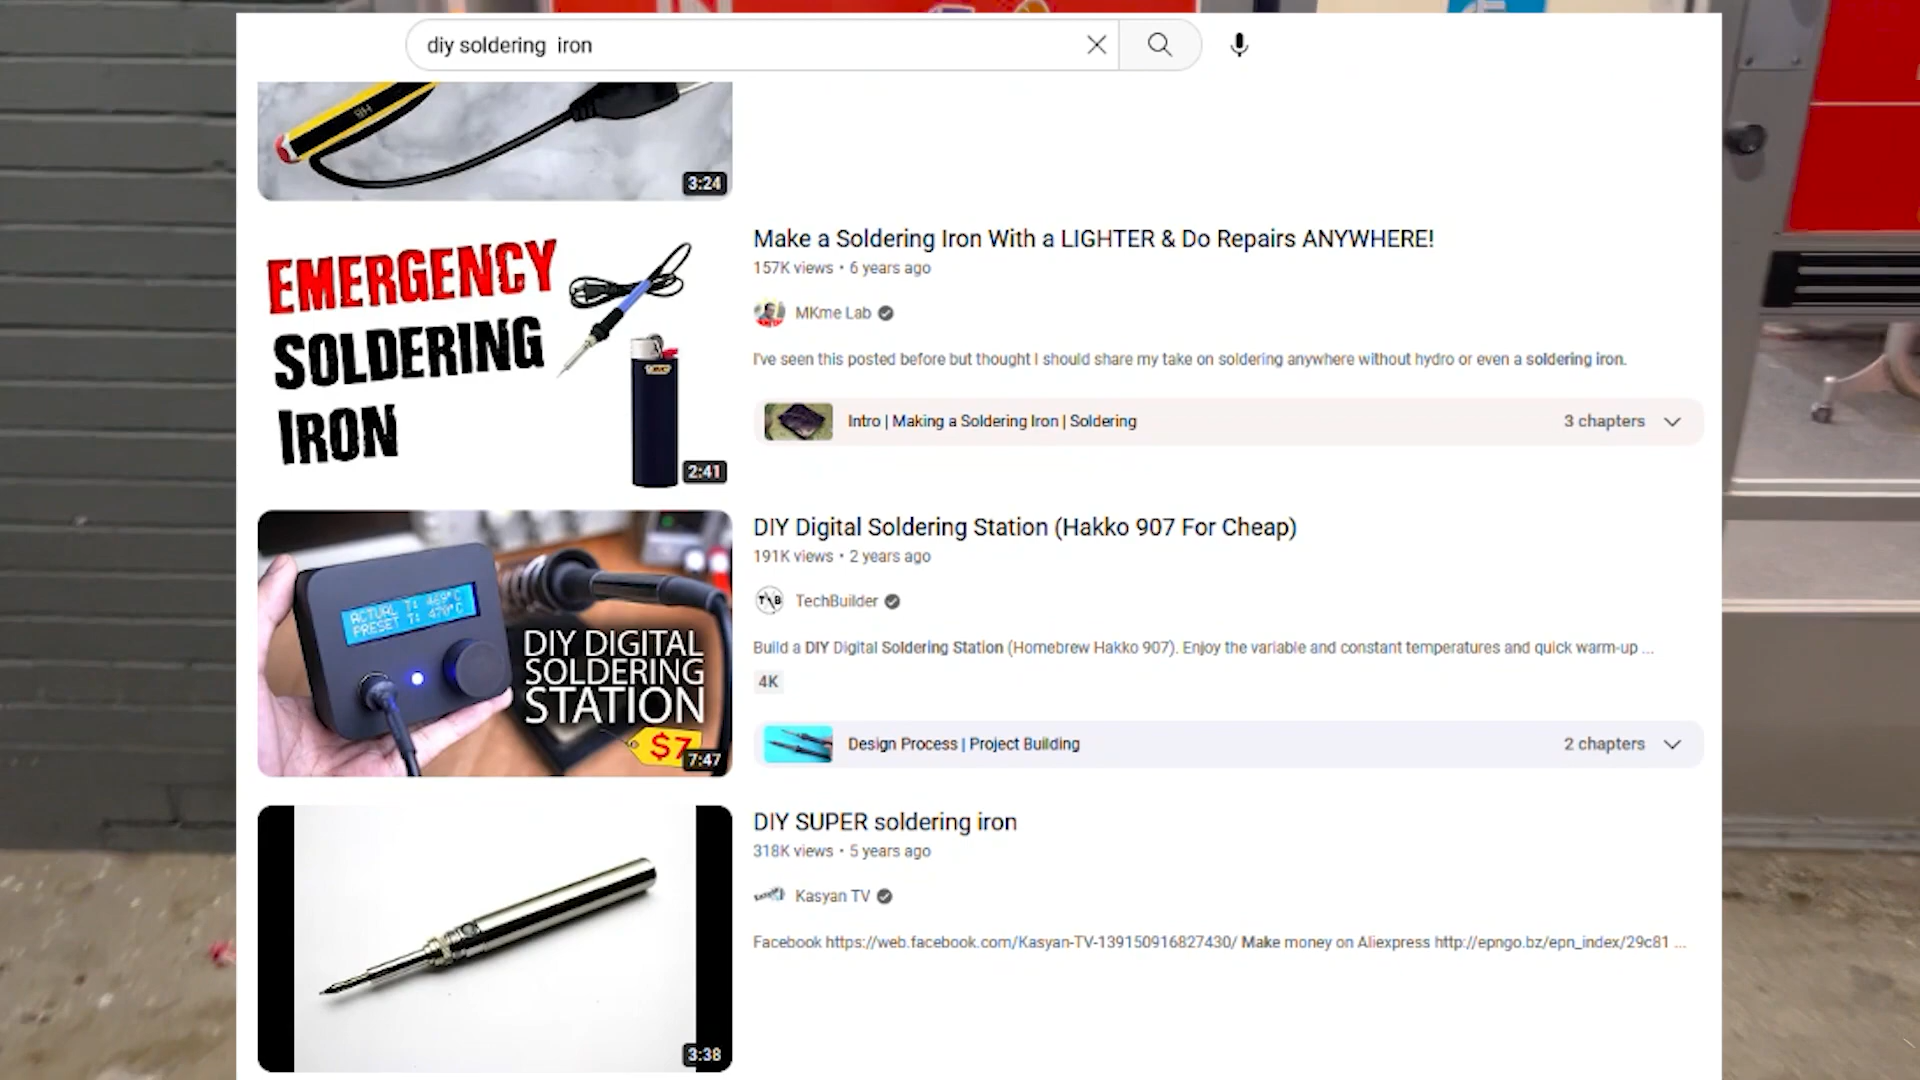 diy soldering  iron
HB
3:24
EMERGENCY
SOLDERING
IRON
BIC
2:41
Make a Soldering Iron With a LIGHTER & Do Repairs ANYWHERE!
157K views • 6 years ago
MKme Lab
I've seen this posted before but thought I should share my take on soldering anywhere without hydro or even a soldering iron.
Intro | Making a Soldering Iron | Soldering
3 chapters
ACTUAL T: 469°C
PRESET T: 470°C
DIY DIGITAL
SOLDERING
STATION
$7
7:47
DIY Digital Soldering Station (Hakko 907 For Cheap)
191K views • 2 years ago
T\B
TechBuilder
Build a DIY Digital Soldering Station (Homebrew Hakko 907). Enjoy the variable and constant temperatures and quick warm-up ...
4K
Design Process | Project Building
2 chapters
3:38
DIY SUPER soldering iron
318K views • 5 years ago
Kasyan TV
Facebook https://web.facebook.com/Kasyan-TV-139150916827430/ Make money on Aliexpress http://epngo.bz/epn_index/29c81 ...